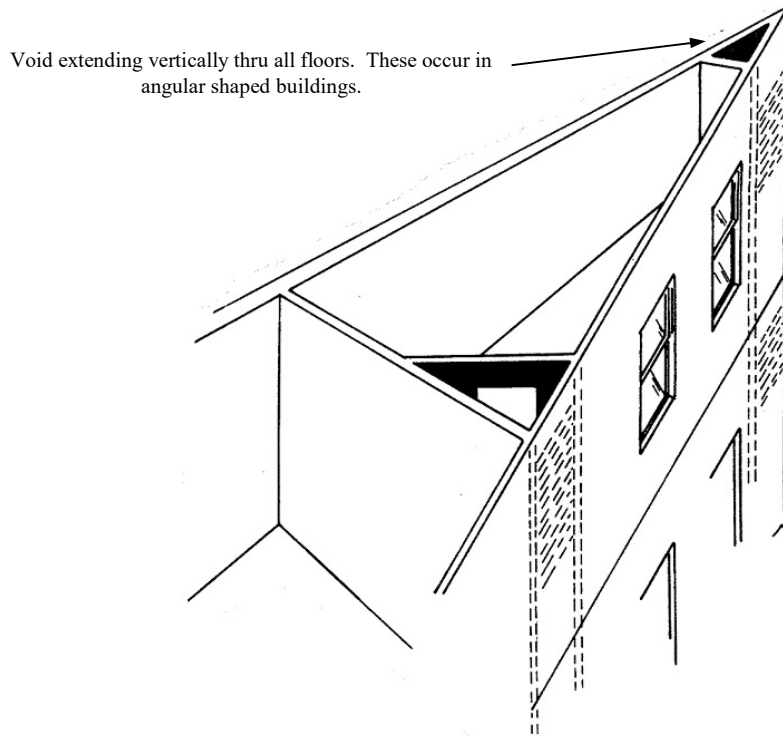 Void extending vertically thru all floors.  These occur in
angular shaped buildings.